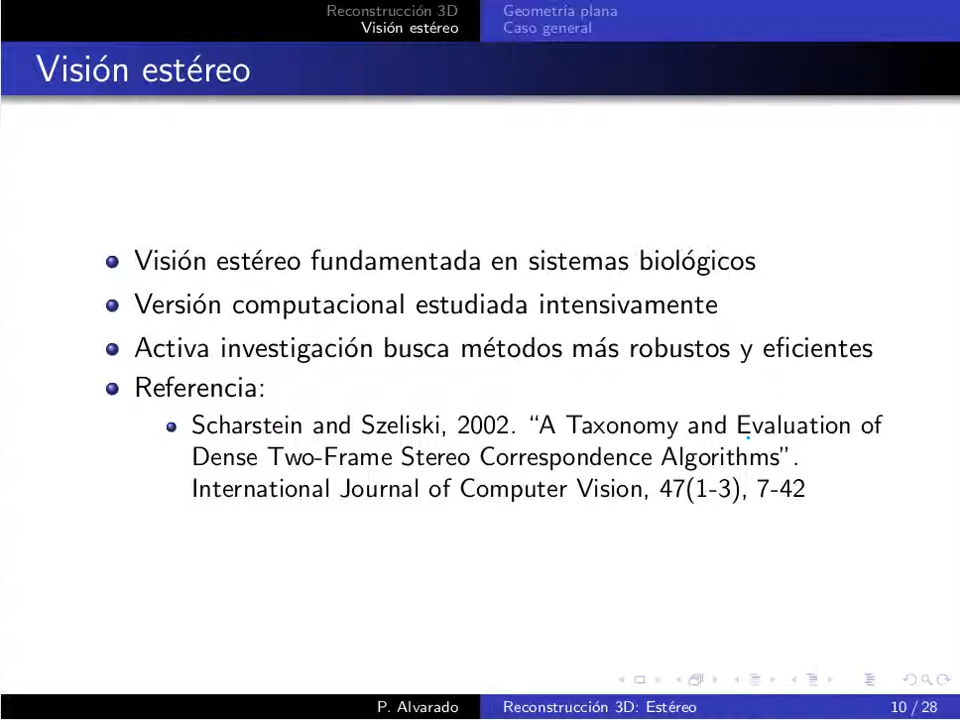 Reconstrucción 3D
Visión estéreo
Geometría plana
Caso general
Visión estéreo
Visión estéreo fundamentada en sistemas biológicos
Versión computacional estudiada intensivamente
Activa investigación busca métodos más robustos y eficientes
Referencia:
Scharstein and Szeliski, 2002. “A Taxonomy and Evaluation of
Dense Two-Frame Stereo Correspondence Algorithms”.
International Journal of Computer Vision, 47(1-3), 7-42
P. Alvarado
Reconstrucción 3D: Estéreo
10 / 28